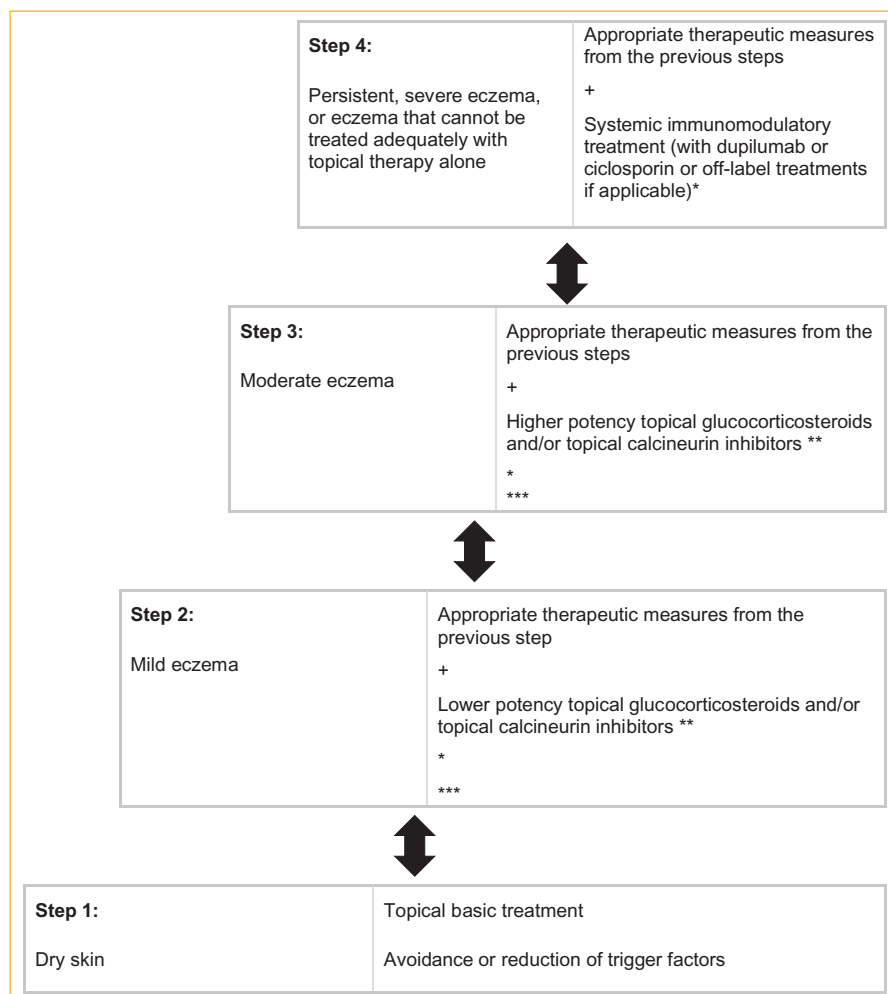 Step 4:
Persistent, severe eczema,
or eczema that cannot be
treated adequately with
topical therapy alone
Appropriate therapeutic measures
from the previous steps
+
Systemic immunomodulatory
treatment (with dupilumab or
ciclosporin or off-label treatments
if applicable)*
Step 3:
Moderate eczema
Appropriate therapeutic measures from the
previous steps
+
Higher potency topical glucocorticosteroids
and/or topical calcineurin inhibitors **
*
***
Step 2:
Mild eczema
Appropriate therapeutic measures from the
previous step
+
Lower potency topical glucocorticosteroids and/or
topical calcineurin inhibitors **
*
***
Step 1:
Dry skin
Topical basic treatment
Avoidance or reduction of trigger factors